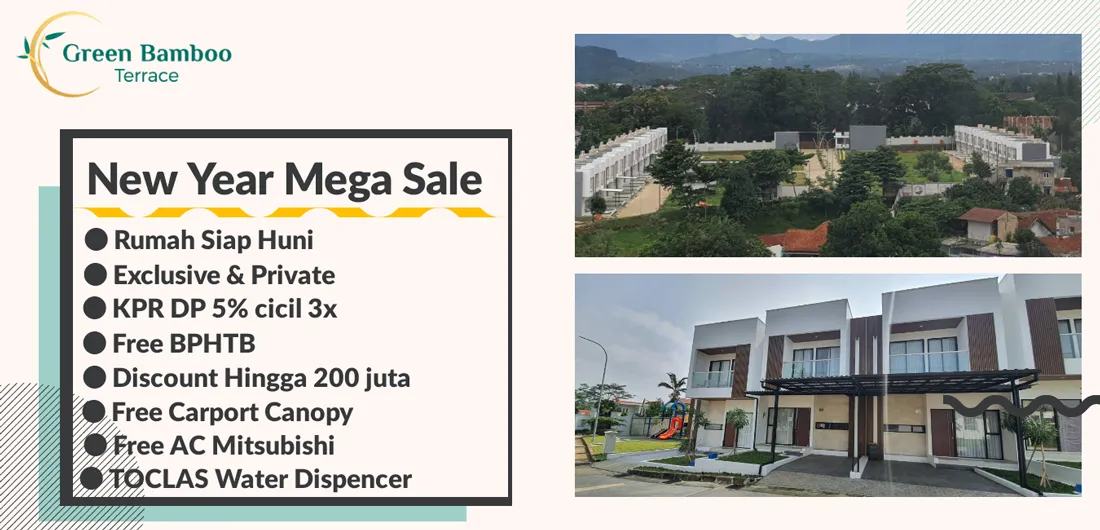 Green Bamboo
Terrace
New Year Mega Sale
Rumah Siap Huni
Exclusive & Private
KPR DP 5% cicil 3x
Free BPHTB
Discount Hingga 200 juta
Free Carport Canopy
Free AC Mitsubishi
TOCLAS Water Dispencer